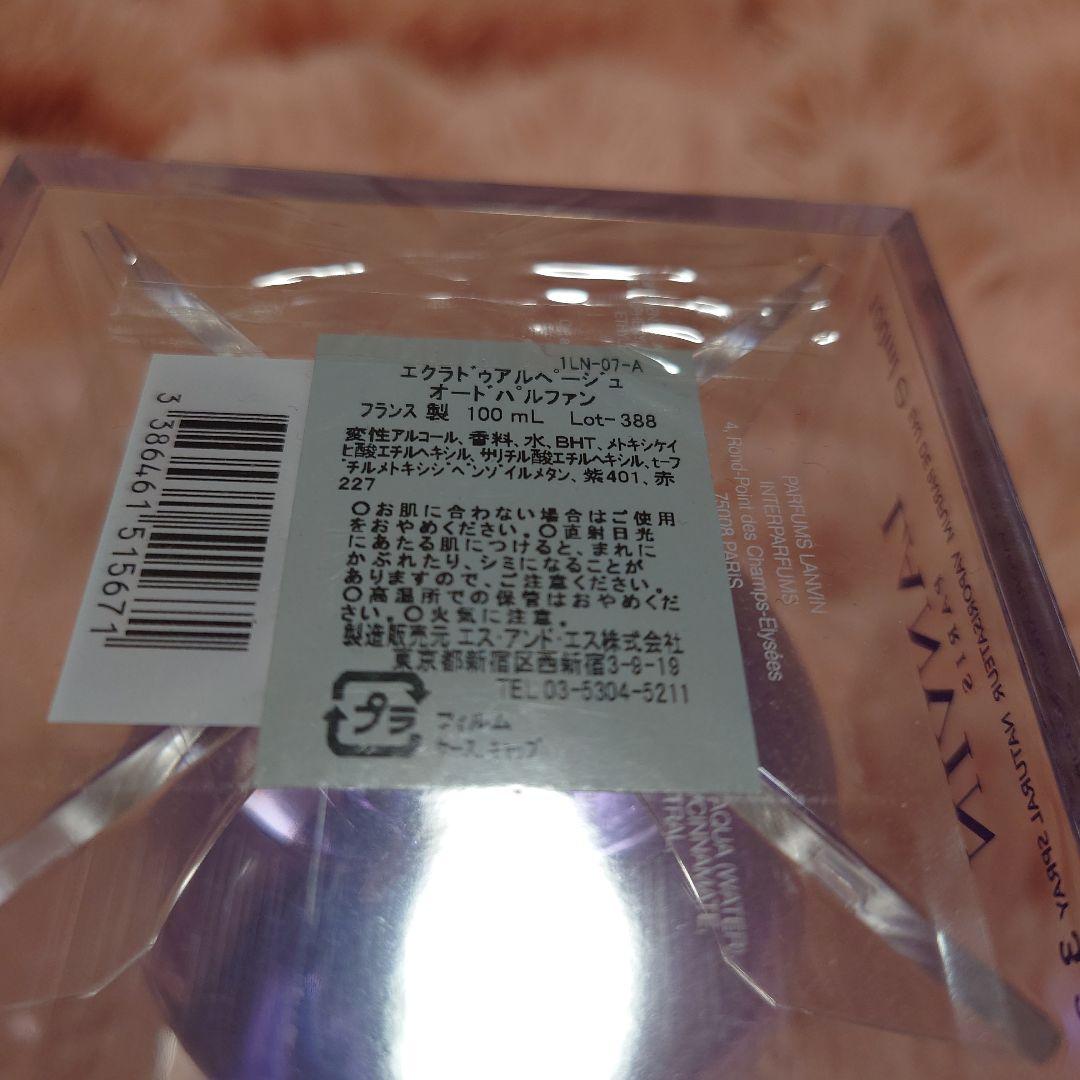 1LN-07-A
エクラドゥアルページュ
オードパルファン
フランス製 100 mL Lot-388
変性アルコール、香料、水、BHT、メトキシケイ
ヒ酸エチルヘキシル、サリチル酸エチルヘキシル、t-ブ
チルメトキシジベンゾイルメタン、紫401、赤
227
○お肌に合わない場合はご使用
をおやめください。○直射日光
にあたる肌につけると、まれに
かぶれたり、シミになることが
ありますので、ご注意ください。
○高温所での保管はおやめくだ
さい。○火気に注意。
製造販売元 エス・アンド・エス株式会社
東京都新宿区西新宿3-9-19
TEL 03-5304-5211
プラ
フィルム
ケース、キャップ
3 386461 515671
PARFUMS LANVIN
INTERPARFUMS
4, Rond-Point des Champs-Elysées
75008 PARIS
LANVIN
PARIS
NATURAL SPRAY
AQUA (WATER)